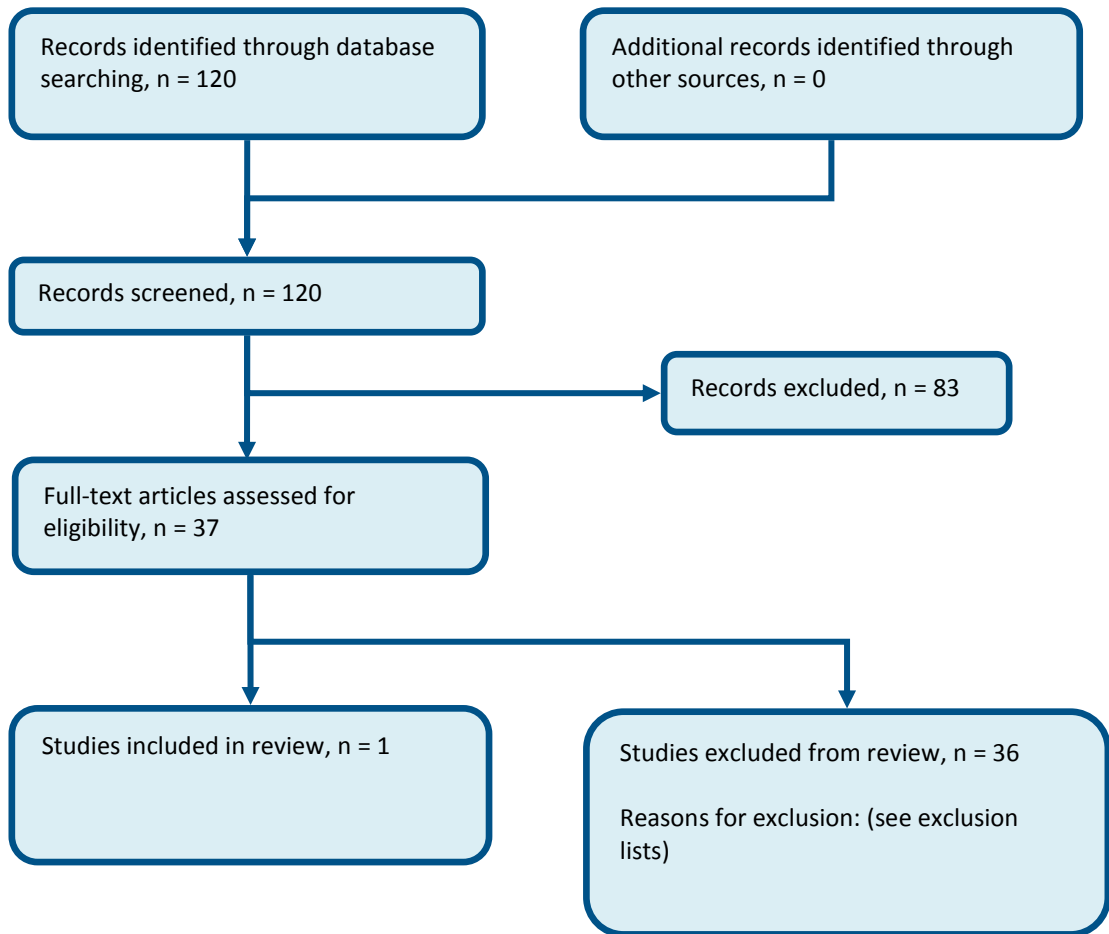 Records identified through database
searching, n = 120
Additional records identified through
other sources, n = 0
Records screened, n = 120
Records excluded, n = 83
Full-text articles assessed for
eligibility, n = 37
Studies included in review, n = 1
Studies excluded from review, n = 36
Reasons for exclusion: (see exclusion
lists)